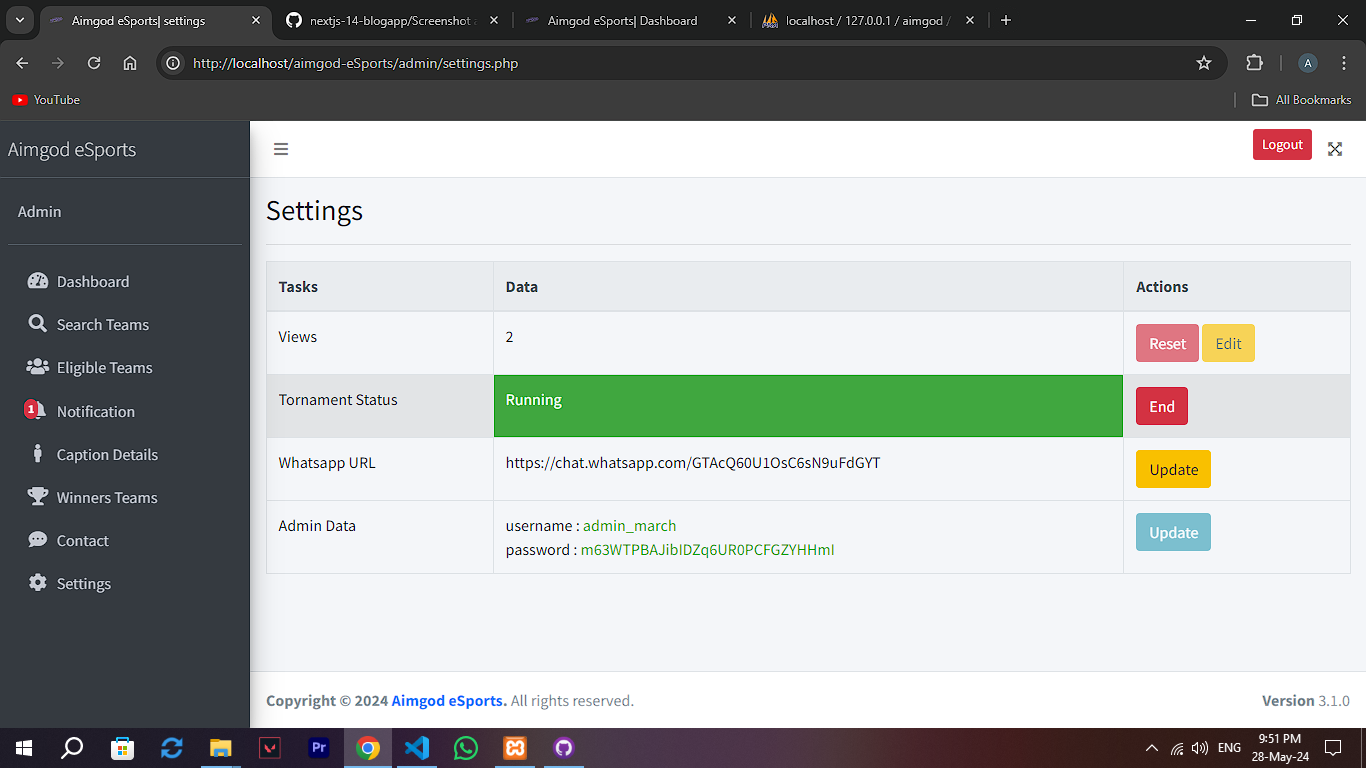 Aimgod eSports| settings
nextjs-14-blogapp/Screenshot a
Aimgod eSports| Dashboard
localhost / 127.0.0.1 / aimgod /
http://localhost/aimgod-eSports/admin/settings.php
A
YouTube
All Bookmarks
Aimgod eSports
Logout
Admin
Settings
Dashboard
Search Teams
Eligible Teams
1
Notification
Caption Details
Winners Teams
Contact
Settings
Tasks Data Actions
Views 2 Reset Edit
Tornament Status Running End
Whatsapp URL https://chat.whatsapp.com/GTAcQ60U1OsC6sN9uFdGYT Update
Admin Data username : admin_march Update
password : m63WTPBAJibIDZq6UR0PCFGZYHHmI
Copyright © 2024 Aimgod eSports. All rights reserved.
Version 3.1.0
Pr
ENG
9:51 PM
28-May-24